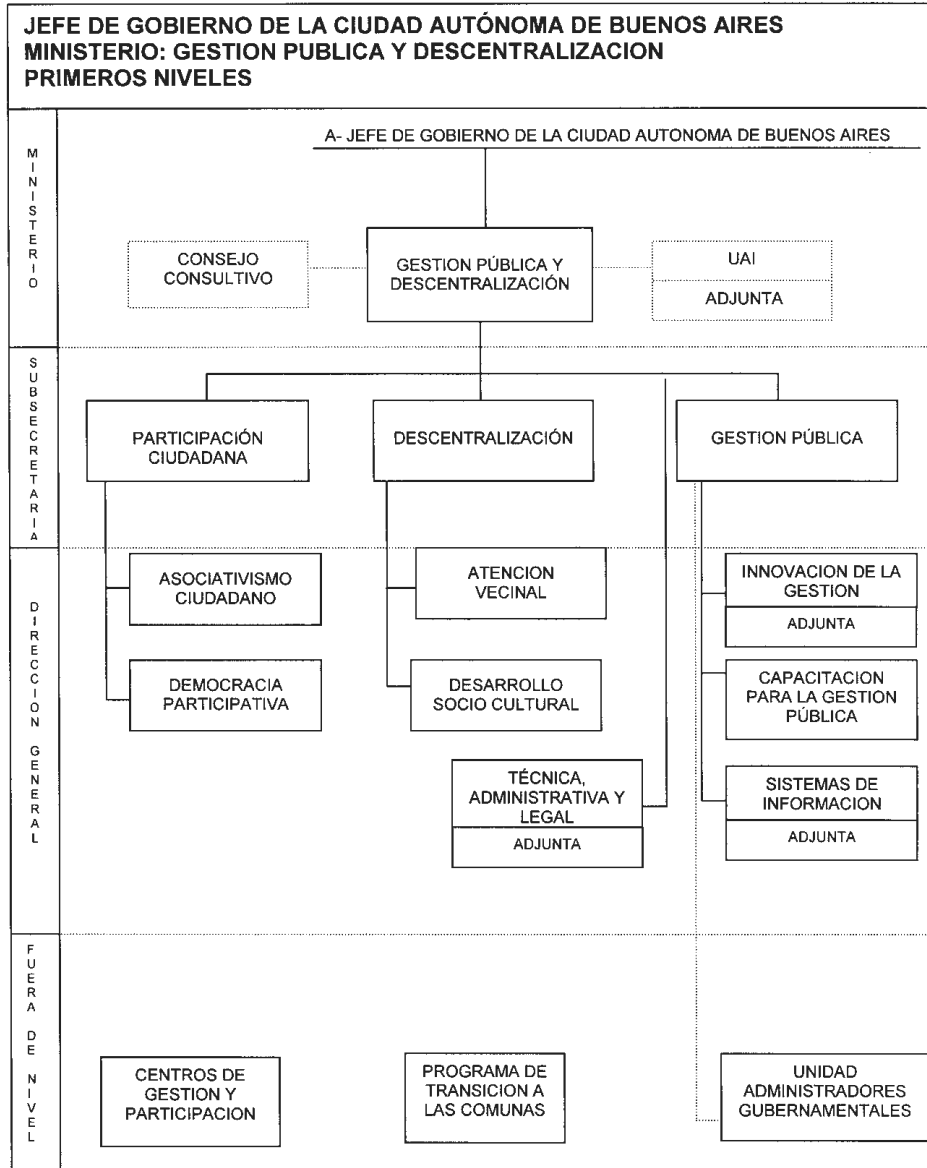 JEFE DE GOBIERNO DE LA CIUDAD AUTÓNOMA DE BUENOS AIRES
MINISTERIO: GESTION PUBLICA Y DESCENTRALIZACION
PRIMEROS NIVELES
MINISTERIO
A- JEFE DE GOBIERNO DE LA CIUDAD AUTONOMA DE BUENOS AIRES
CONSEJO
CONSULTIVO
GESTION PÚBLICA Y
DESCENTRALIZACIÓN
UAI
ADJUNTA
SUBSECRETARIA
PARTICIPACIÓN
CIUDADANA
DESCENTRALIZACIÓN
GESTION PÚBLICA
DIRECCION GENERAL
ASOCIATIVISMO
CIUDADANO
ATENCION
VECINAL
INNOVACION DE LA
GESTION
ADJUNTA
DEMOCRACIA
PARTICIPATIVA
DESARROLLO
SOCIO CULTURAL
CAPACITACION
PARA LA GESTION
PÚBLICA
TÉCNICA,
ADMINISTRATIVA Y
LEGAL
ADJUNTA
SISTEMAS DE
INFORMACION
ADJUNTA
FUERA DE NIVEL
CENTROS DE
GESTION Y
PARTICIPACION
PROGRAMA DE
TRANSICION A
LAS COMUNAS
UNIDAD
ADMINISTRADORES
GUBERNAMENTALES